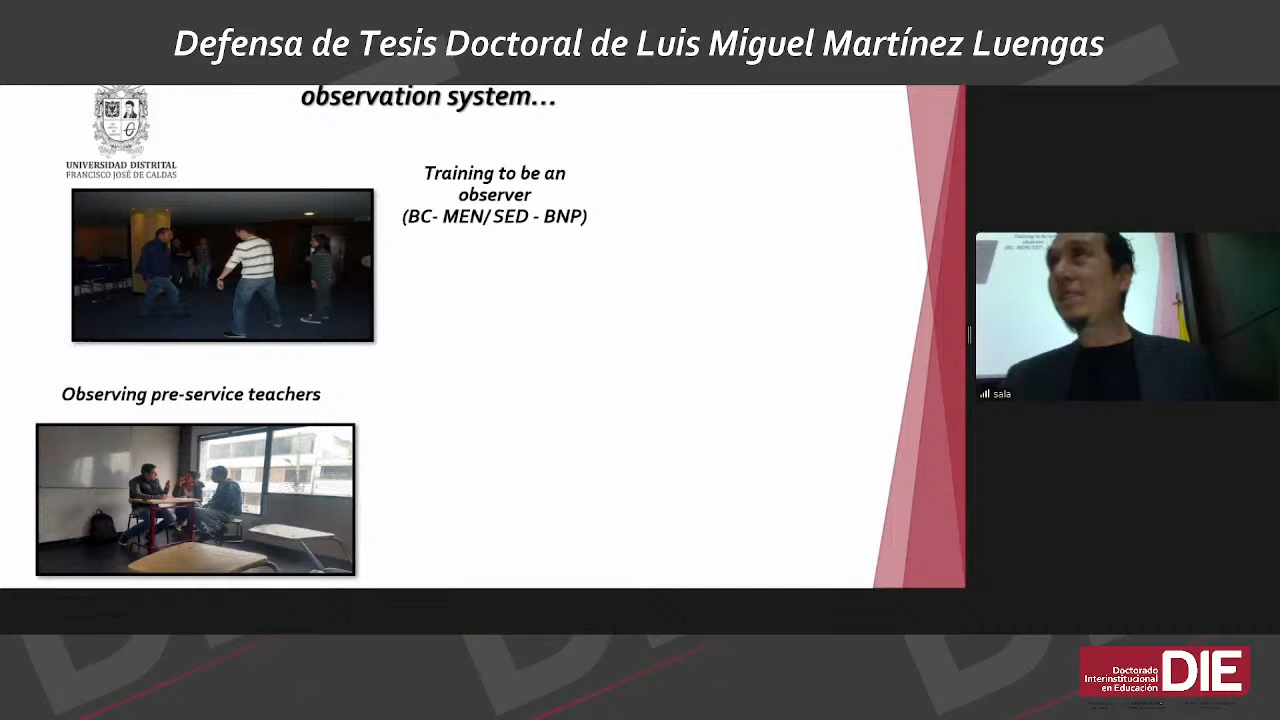 Defensa de Tesis Doctoral de Luis Miguel Martínez Luengas
observation system...
UNIVERSIDAD DISTRITAL
FRANCISCO JOSÉ DE CALDAS
Training to be an
observer
(BC- MEN/ SED - BNP)
Observing pre-service teachers
sala
Doctorado
Interinstitucional
en Educación
DIE